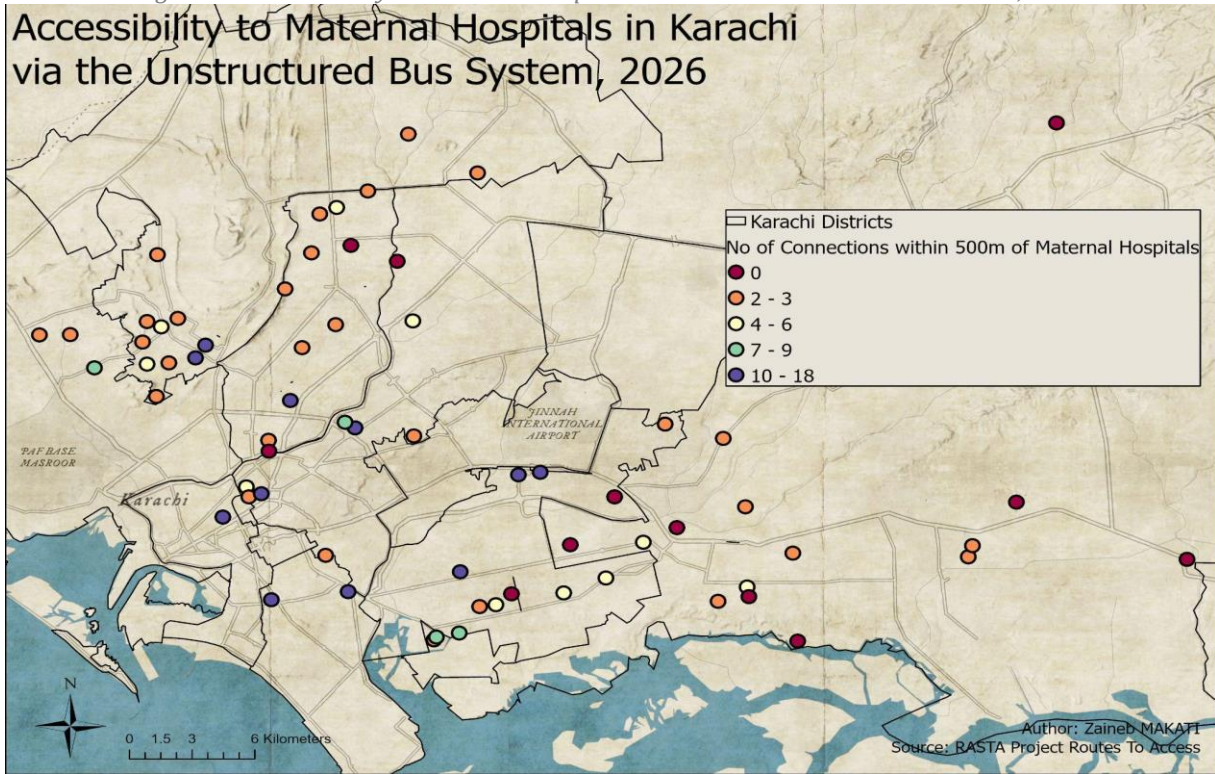 Accessibility to Maternal Hospitals in Karachi
via the Unstructured Bus System, 2026
Karachi Districts
No of Connections within 500m of Maternal Hospitals
0
2 - 3
4 - 6
7 - 9
10 - 18
JINNAH
INTERNATIONAL
AIRPORT
PAF BASE
MASROOR
Karachi
N
0 1.5 3 6 Kilometers
Author: Zaineb MAKATI
Source: RASTA Project Routes To Access